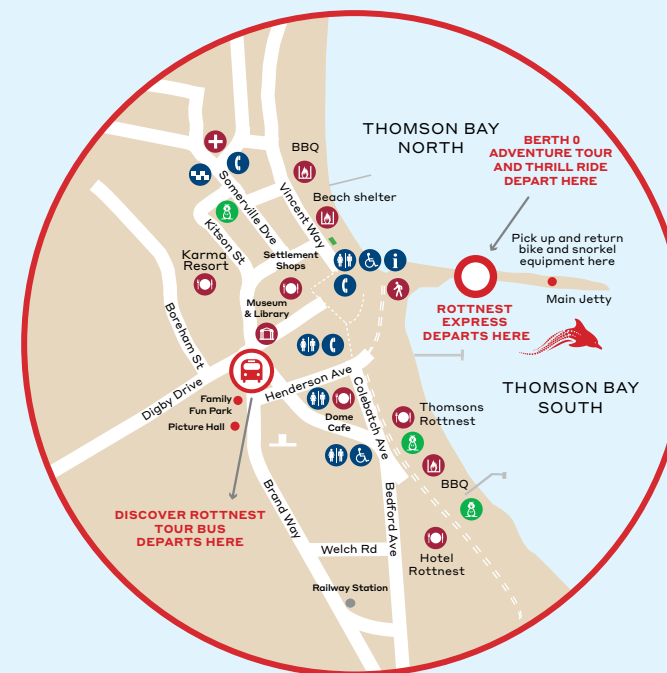 THOMSON BAY
NORTH
BERTH 0
ADVENTURE TOUR
AND THRILL RIDE
DEPART HERE
BBQ
Beach shelter
Somerville Dve
Vincent Way
Kitson St
Pick up and return
bike and snorkel
equipment here
Karma
Resort
Settlement
Shops
i
Main Jetty
Museum
& Library
ROTTNEST
EXPRESS
DEPARTS HERE
Boreham St
Digby Drive
Henderson Ave
Colebatch Ave
THOMSON BAY
SOUTH
Family
Fun Park
Picture Hall
Dome
Cafe
Thomsons
Rottnest
BBQ
DISCOVER ROTTNEST
TOUR BUS
DEPARTS HERE
Brand Way
Bedford Ave
Welch Rd
Hotel
Rottnest
Railway Station